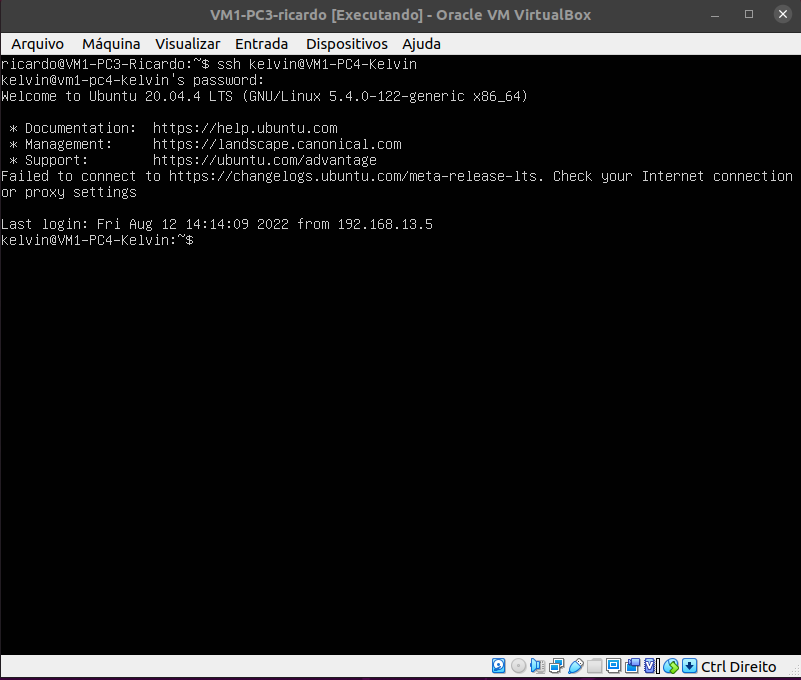 VM1-PC3-ricardo [Executando] - Oracle VM VirtualBox
Arquivo Máquina Visualizar Entrada Dispositivos Ajuda
ricardo@VM1-PC3-Ricardo:~$ ssh kelvin@VM1-PC4-Kelvin
kelvin@vm1-pc4-kelvin's password:
Welcome to Ubuntu 20.04.4 LTS (GNU/Linux 5.4.0-122-generic x86_64)
* Documentation:  https://help.ubuntu.com
* Management:     https://landscape.canonical.com
* Support:        https://ubuntu.com/advantage
Failed to connect to https://changelogs.ubuntu.com/meta-release-lts. Check your Internet connection
or proxy settings
Last login: Fri Aug 12 14:14:09 2022 from 192.168.13.5
kelvin@VM1-PC4-Kelvin:~$
Ctrl Direito